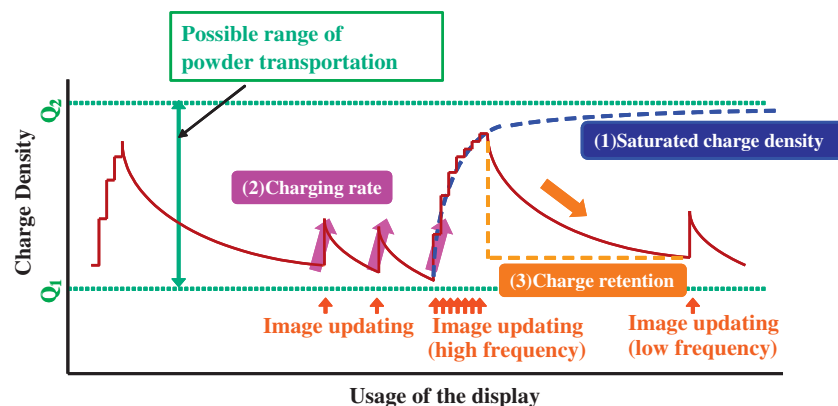 Possible range of
powder transportation
Q2
(1)Saturated charge density
(2)Charging rate
Charge Density
(3)Charge retention
Q1
Image updating
Image updating
(high frequency)
Image updating
(low frequency)
Usage of the display